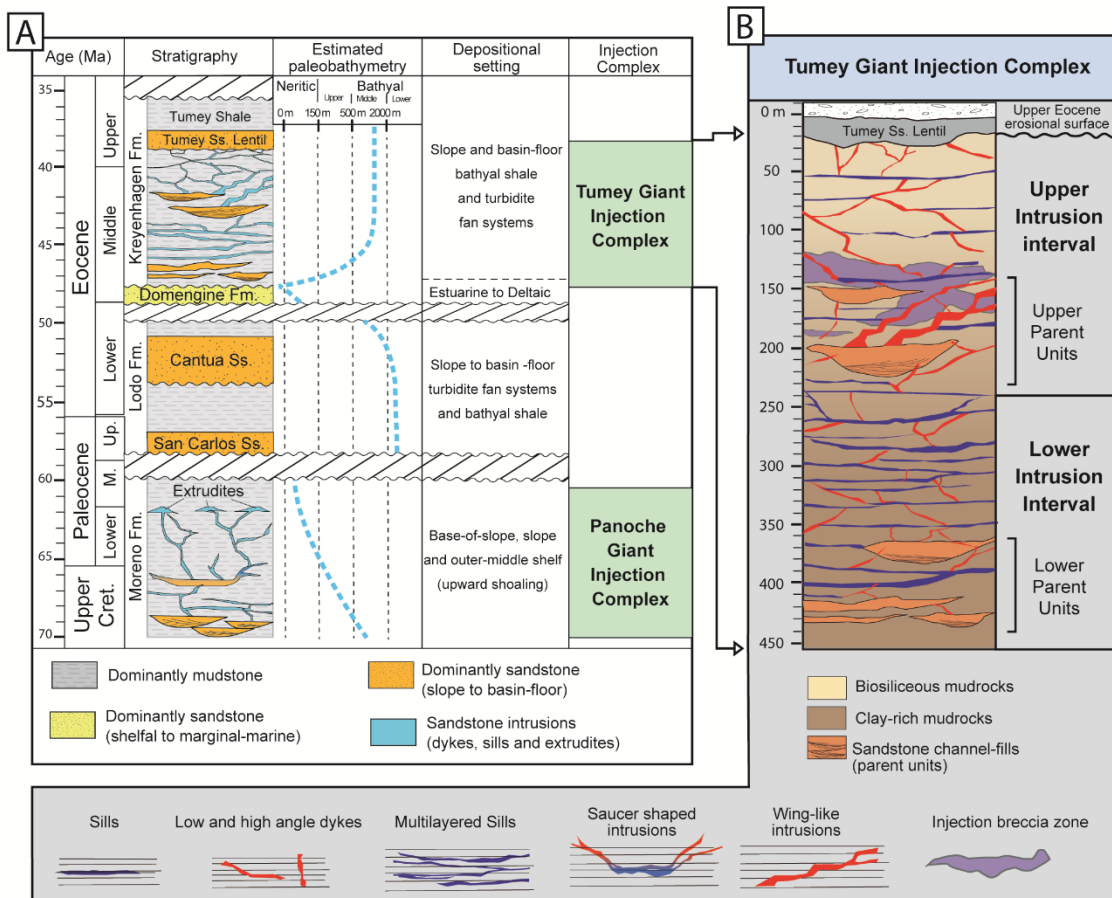 A
Age (Ma)
Stratigraphy
Estimated
paleobathymetry
Depositional
setting
Injection
Complex
Neritic
Bathyal
Upper
Middle
Lower
0 m
150 m
500 m
2000 m
35
40
45
50
55
60
65
70
Eocene
Upper
Middle
Lower
Paleocene
Up.
M.
Lower
Upper
Cret.
Kreyenhagen Fm.
Tumey Shale
Tumey Ss. Lentil
Domengine Fm.
Lodo Fm.
Cantua Ss.
San Carlos Ss.
Moreno Fm.
Extrudites
Slope and basin-floor
bathyal shale
and turbidite
fan systems
Estuarine to Deltaic
Slope to basin -floor
turbidite fan systems
and bathyal shale
Base-of-slope, slope
and outer-middle shelf
(upward shoaling)
Tumey Giant
Injection
Complex
Panoche
Giant
Injection
Complex
Dominantly mudstone
Dominantly sandstone
(shelfal to marginal-marine)
Dominantly sandstone
(slope to basin-floor)
Sandstone intrusions
(dykes, sills and extrudites)
B
Tumey Giant Injection Complex
0 m
50
100
150
200
250
300
350
400
450
Tumey Ss. Lentil
Upper Eocene
erosional surface
Upper
Intrusion
interval
Upper
Parent
Units
Lower
Intrusion
Interval
Lower
Parent
Units
Biosiliceous mudrocks
Clay-rich mudrocks
Sandstone channel-fills
(parent units)
Sills
Low and high angle dykes
Multilayered Sills
Saucer shaped
intrusions
Wing-like
intrusions
Injection breccia zone